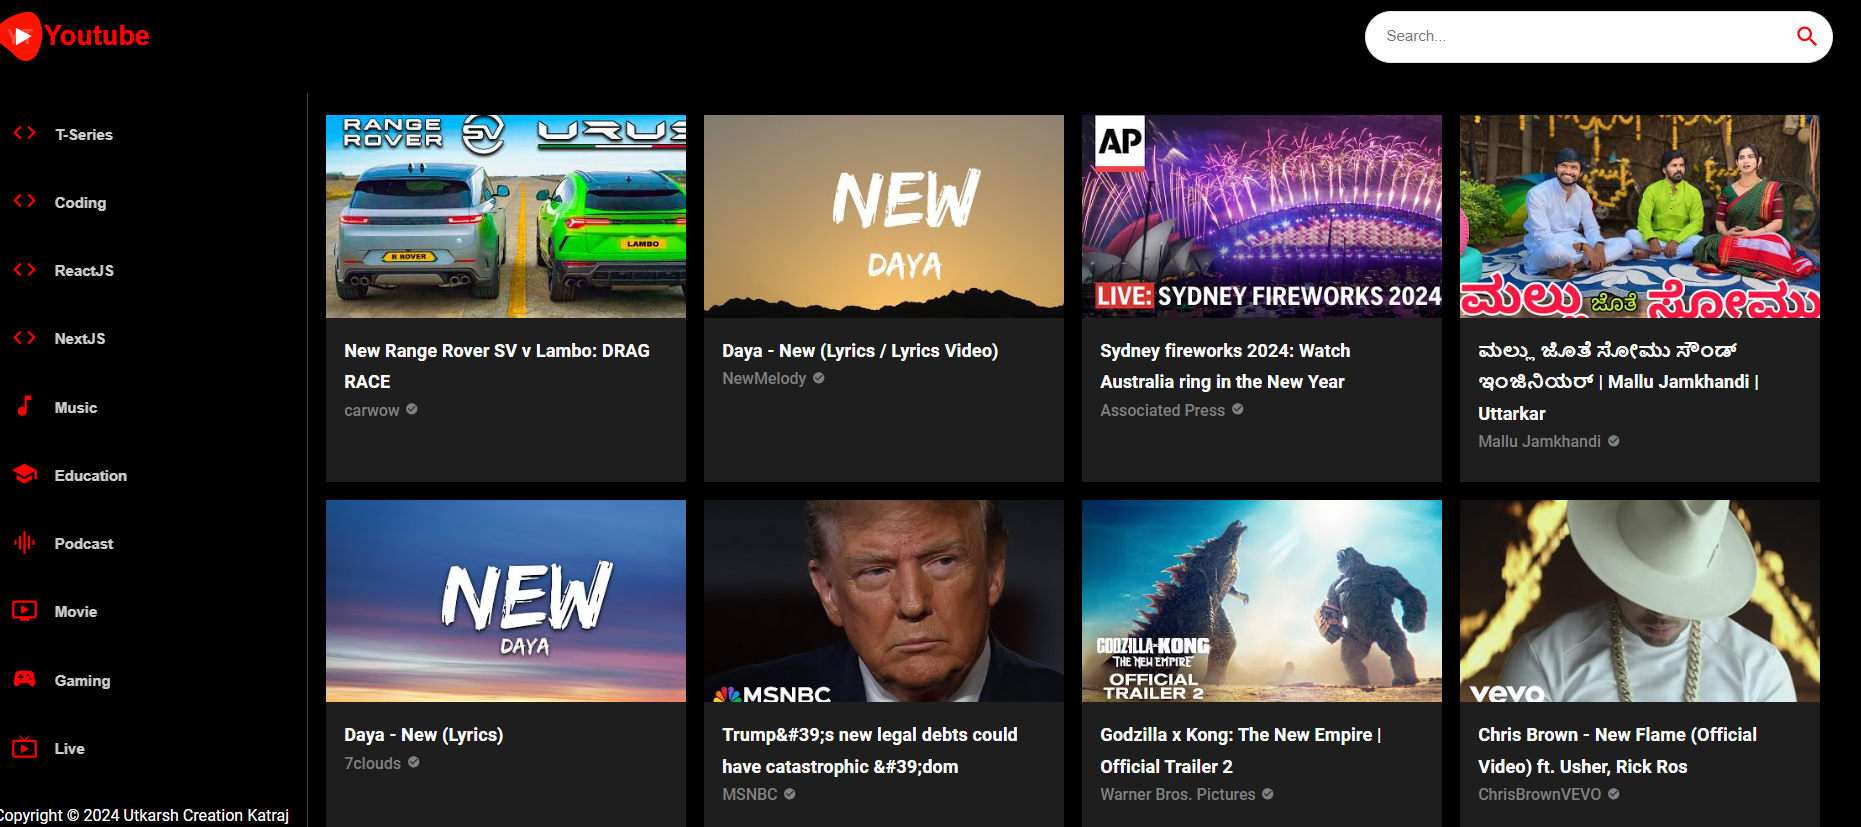 Youtube
Search...
T-Series
Coding
ReactJS
NextJS
Music
Education
Podcast
Movie
Gaming
Live
Copyright © 2024 Utkarsh Creation Katraj
RANGE ROVER SV URUS
R ROVER
LAMBO
New Range Rover SV v Lambo: DRAG
RACE
carwow
NEW
DAYA
Daya - New (Lyrics / Lyrics Video)
NewMelody
AP
LIVE: SYDNEY FIREWORKS 2024
Sydney fireworks 2024: Watch
Australia ring in the New Year
Associated Press
ಮಲ್ಲು ಜೊತೆ ಸೋಮು
ಮಲ್ಲು ಜೊತೆ ಸೋಮು ಸೌಂಡ್
ಇಂಜಿನಿಯರ್ | Mallu Jamkhandi |
Uttarkar
Mallu Jamkhandi
NEW
DAYA
Daya - New (Lyrics)
7clouds
MSNBC
Trump&#39;s new legal debts could
have catastrophic &#39;dom
MSNBC
GODZILLA x KONG
THE NEW EMPIRE
OFFICIAL
TRAILER 2
Godzilla x Kong: The New Empire |
Official Trailer 2
Warner Bros. Pictures
vevo
Chris Brown - New Flame (Official
Video) ft. Usher, Rick Ros
ChrisBrownVEVO